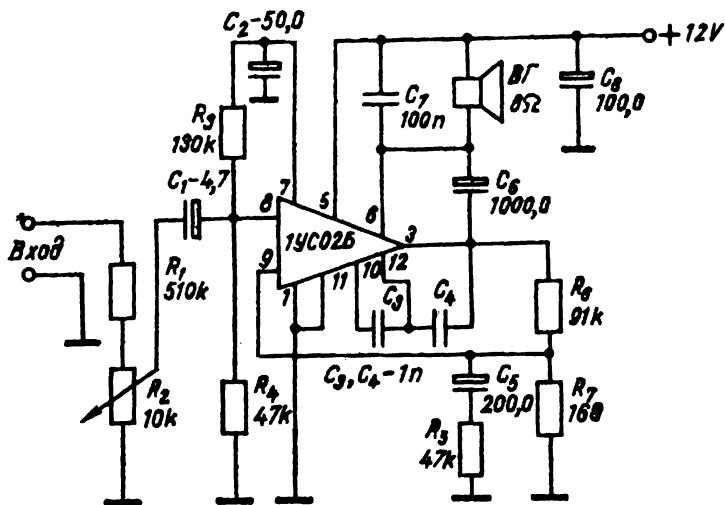 C2-50,0
+12V
R3
130k
C7
100n
ВГ
8Ω
C8
100,0
C1-4,7
7
5
6
C6
1000,0
8
1УС02Б
3
+
Вход
9
1
11
10
12
R1
510k
C3
C4
R6
91k
R2
10k
R4
47k
C3, C4-1n
C5
200,0
R7
160
R5
47k